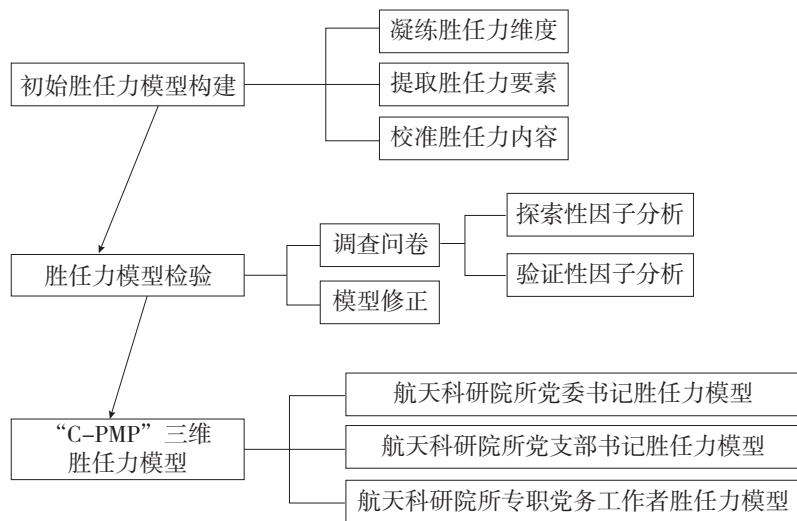 凝练胜任力维度
初始胜任力模型构建
提取胜任力要素
校准胜任力内容
探索性因子分析
调查问卷
胜任力模型检验
验证性因子分析
模型修正
航天科研院所党委书记胜任力模型
“C-PMP”三维
胜任力模型
航天科研院所党支部书记胜任力模型
航天科研院所专职党务工作者胜任力模型